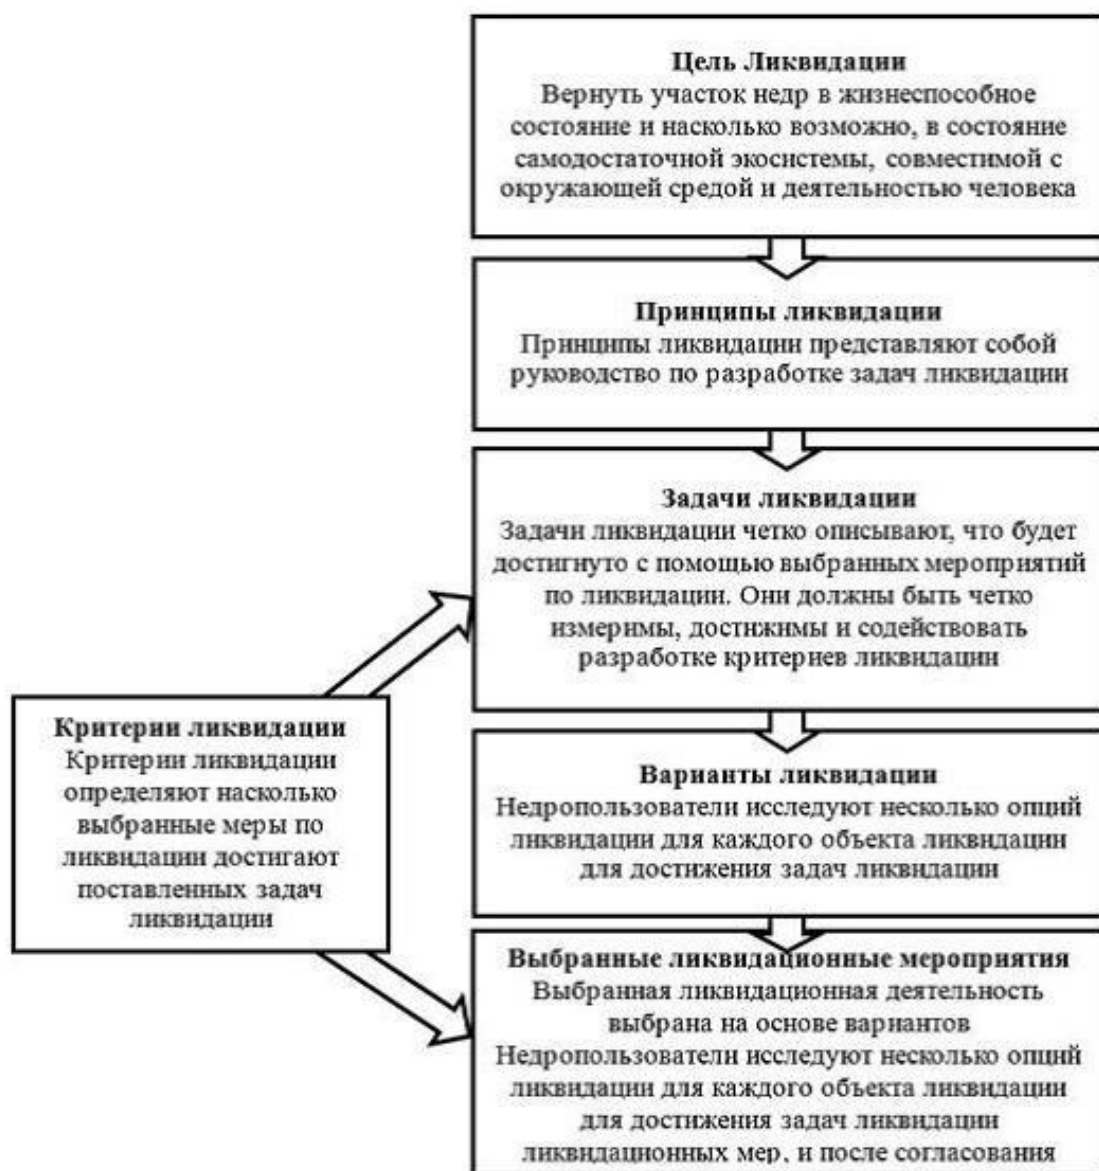 Цель Ликвидации
Вернуть участок недр в жизнеспособное
состояние и насколько возможно, в состояние
самодостаточной экосистемы, совместимой с
окружающей средой и деятельностью человека
Принципы ликвидации
Принципы ликвидации представляют собой
руководство по разработке задач ликвидации
Задачи ликвидации
Задачи ликвидации четко описывают, что будет
достигнуто с помощью выбранных мероприятий
по ликвидации. Они должны быть четко
измеримы, достижимы и содействовать
разработке критериев ликвидации
Критерии ликвидации
Критерии ликвидации
определяют насколько
выбранные меры по
ликвидации достигают
поставленных задач
ликвидации
Варианты ликвидации
Недропользователи исследуют несколько опций
ликвидации для каждого объекта ликвидации
для достижения задач ликвидации
Выбранные ликвидационные мероприятия
Выбранная ликвидационная деятельность
выбрана на основе вариантов
Недропользователи исследуют несколько опций
ликвидации для каждого объекта ликвидации
для достижения задач ликвидации
ликвидационных мер, и после согласования